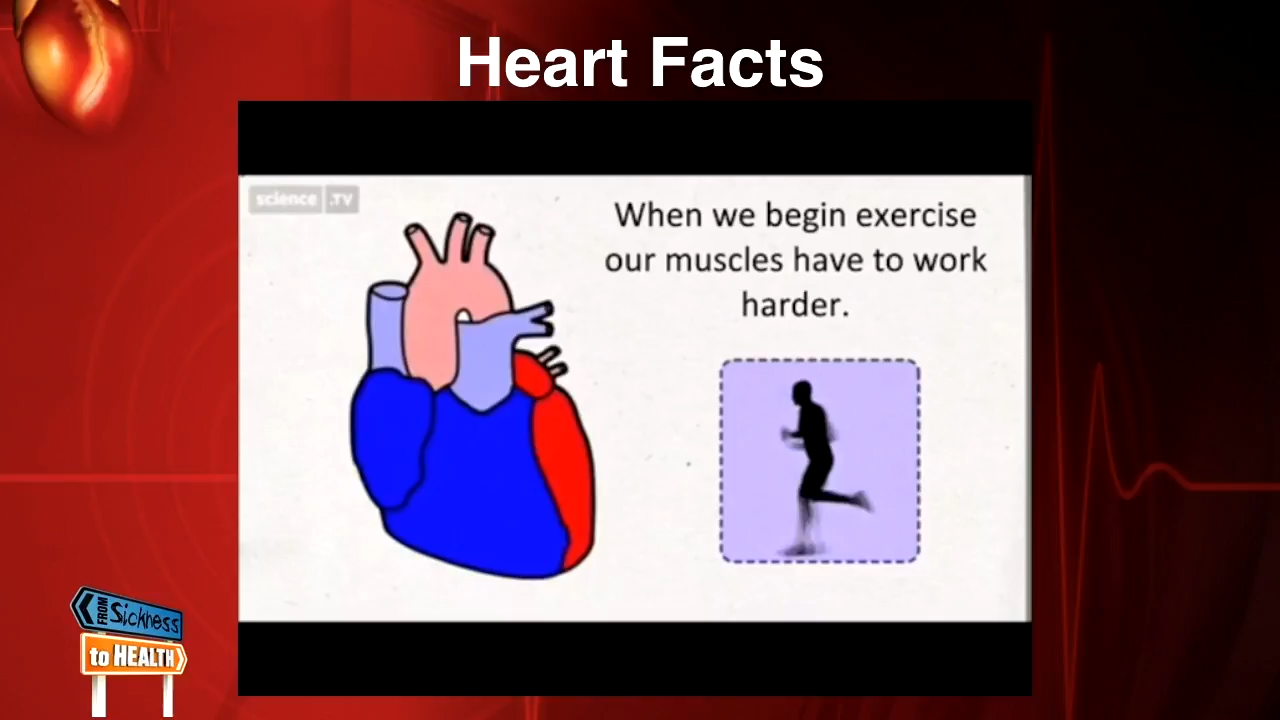 Heart Facts
science .TV
When we begin exercise
our muscles have to work
harder.
FROM Sickness
to HEALTH